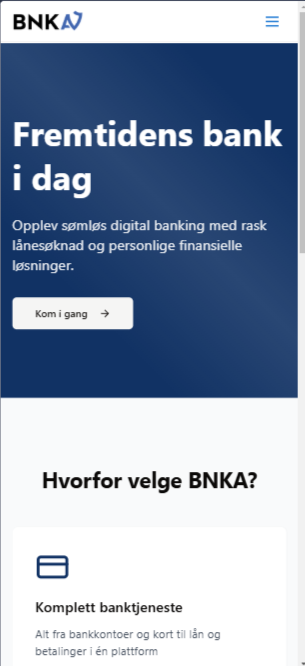 BNKA
Fremtidens bank
i dag
Opplev sømløs digital banking med rask
lånesøknad og personlige finansielle
løsninger.
Kom i gang →
Hvorfor velge BNKA?
Komplett banktjeneste
Alt fra bankkontoer og kort til lån og
betalinger i én plattform